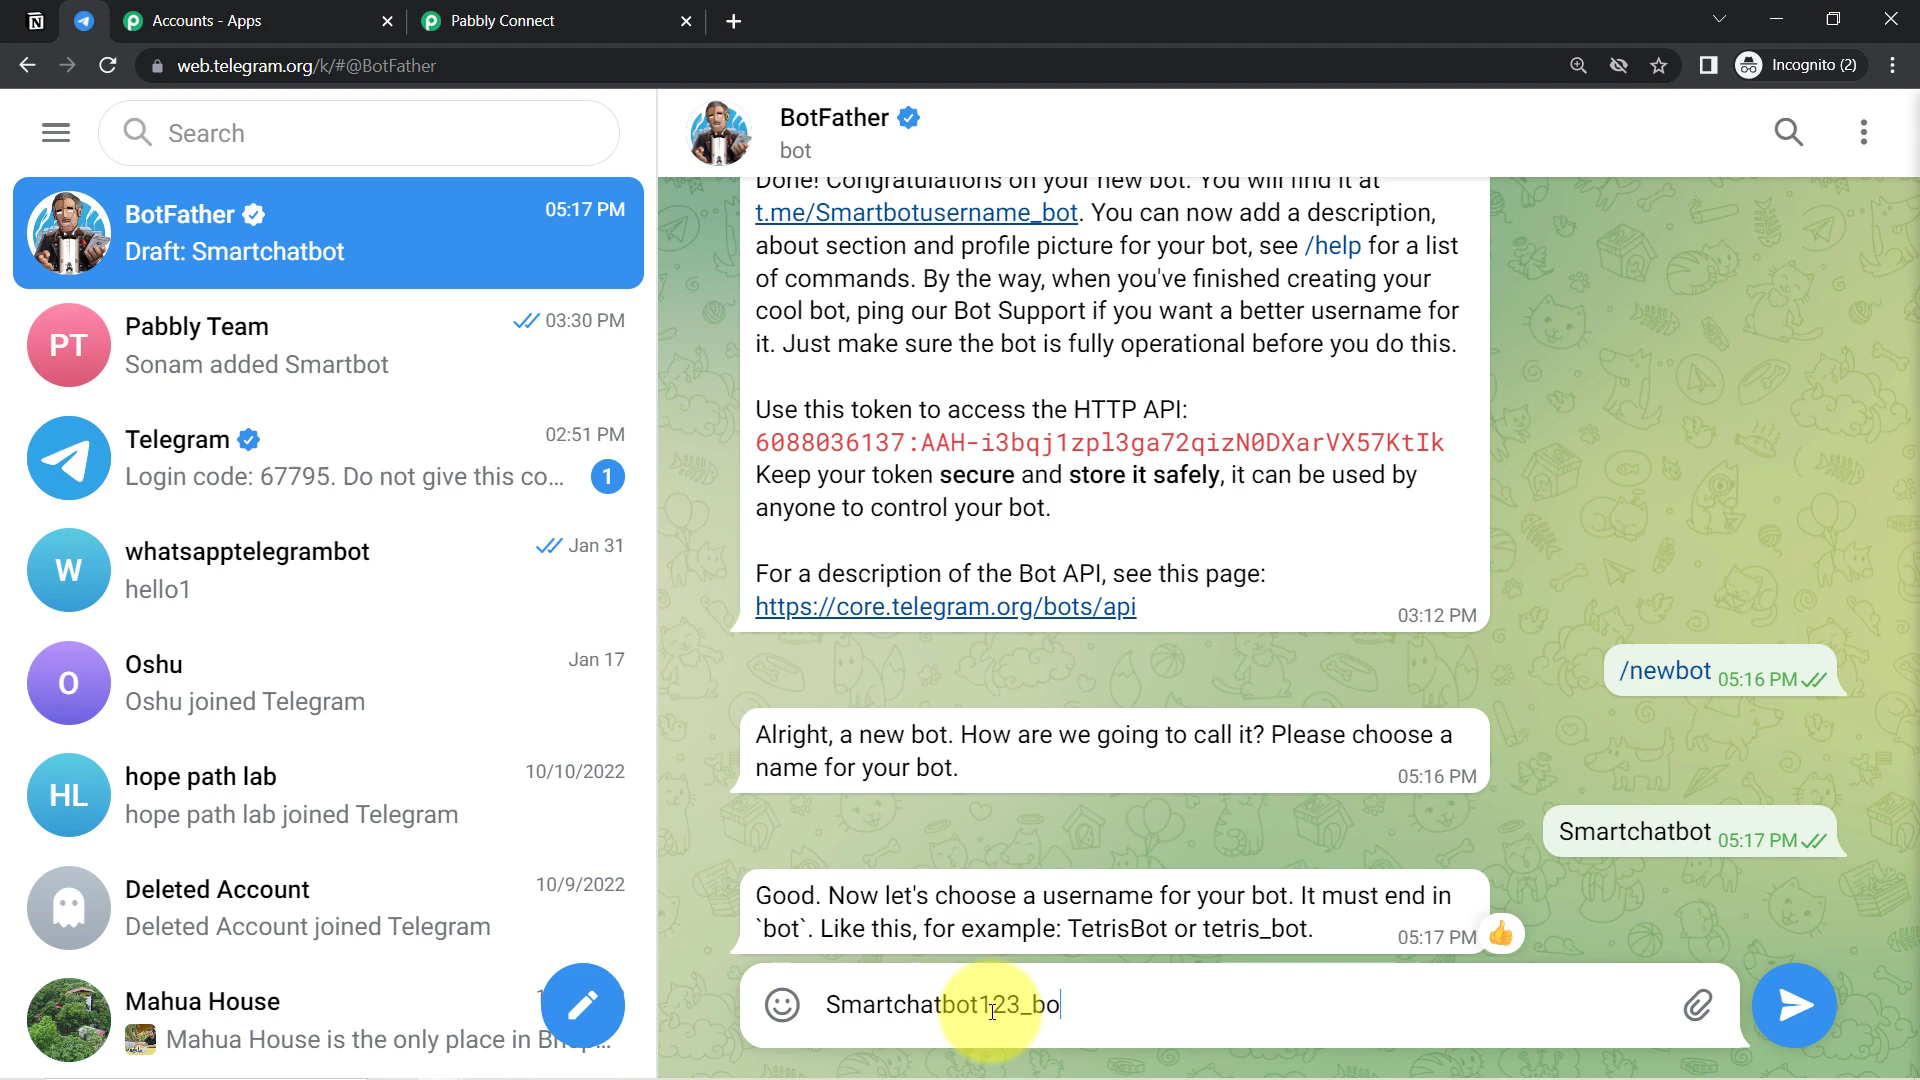 Accounts - Apps
Pabbly Connect
web.telegram.org/k/#@BotFather
Incognito (2)
Search
BotFather
05:17 PM
Draft: Smartchatbot
PT
Pabbly Team
03:30 PM
Sonam added Smartbot
Telegram
02:51 PM
Login code: 67795. Do not give this co...
1
W
whatsapptelegrambot
Jan 31
hello1
O
Oshu
Jan 17
Oshu joined Telegram
HL
hope path lab
10/10/2022
hope path lab joined Telegram
Deleted Account
10/9/2022
Deleted Account joined Telegram
Mahua House
Mahua House is the only place in
BotFather
bot
Done! Congratulations on your new bot. You will find it at
t.me/Smartbotusername_bot. You can now add a description,
about section and profile picture for your bot, see /help for a list
of commands. By the way, when you've finished creating your
cool bot, ping our Bot Support if you want a better username for
it. Just make sure the bot is fully operational before you do this.
Use this token to access the HTTP API:
6088036137:AAH-i3bqj1zpl3ga72qizN0DXarVX57KtIk
Keep your token secure and store it safely, it can be used by
anyone to control your bot.
For a description of the Bot API, see this page:
https://core.telegram.org/bots/api
03:12 PM
/newbot 05:16 PM
Alright, a new bot. How are we going to call it? Please choose a
name for your bot.
05:16 PM
Smartchatbot 05:17 PM
Good. Now let's choose a username for your bot. It must end in
`bot`. Like this, for example: TetrisBot or tetris_bot.
05:17 PM
Smartchatbot123_bo